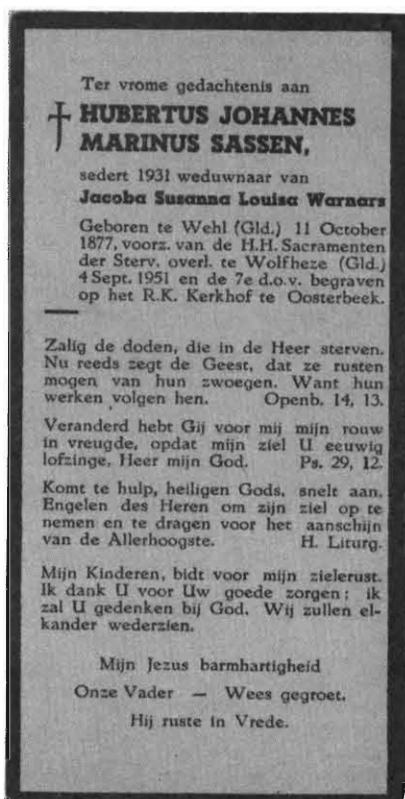 Ter vrome gedachtenis aan
HUBERTUS JOHANNES
MARINUS SASSEN,
sedert 1931 weduwnaar van
Jacoba Susanna Louisa Warnars
Geboren te Wehl (Gld.) 11 October
1877, voorz. van de H.H. Sacramenten
der Sterv. overl. te Wolfheze (Gld.)
4 Sept. 1951 en de 7e d.o.v. begraven
op het R.K. Kerkhof te Oosterbeek.
Zalig de doden, die in de Heer sterven.
Nu reeds zegt de Geest, dat ze rusten
mogen van hun zwoegen. Want hun
werken volgen hen. Openb. 14, 13.
Veranderd hebt Gij voor mij mijn rouw
in vreugde, opdat mijn ziel U eeuwig
lofzinge, Heer mijn God. Ps. 29, 12.
Komt te hulp, heiligen Gods, snelt aan,
Engelen des Heren om zijn ziel op te
nemen en te dragen voor het aanschijn
van de Allerhoogste. H. Liturg.
Mijn Kinderen, bidt voor mijn zielerust.
Ik dank U voor Uw goede zorgen; ik
zal U gedenken bij God. Wij zullen el-
kander wederzien.
Mijn Jezus barmhartigheid
Onze Vader — Wees gegroet.
Hij ruste in Vrede.